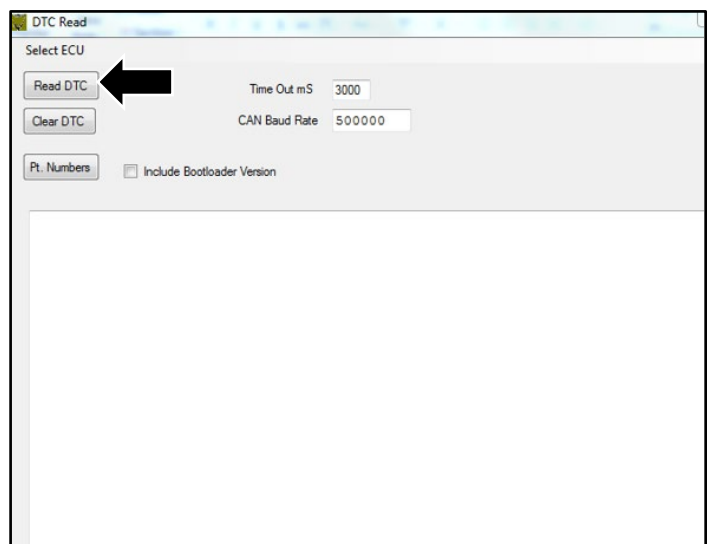 DTC Read
Select ECU
Read DTC
Time Out mS 3000
Clear DTC
CAN Baud Rate 500000
Pt. Numbers
Include Bootloader Version